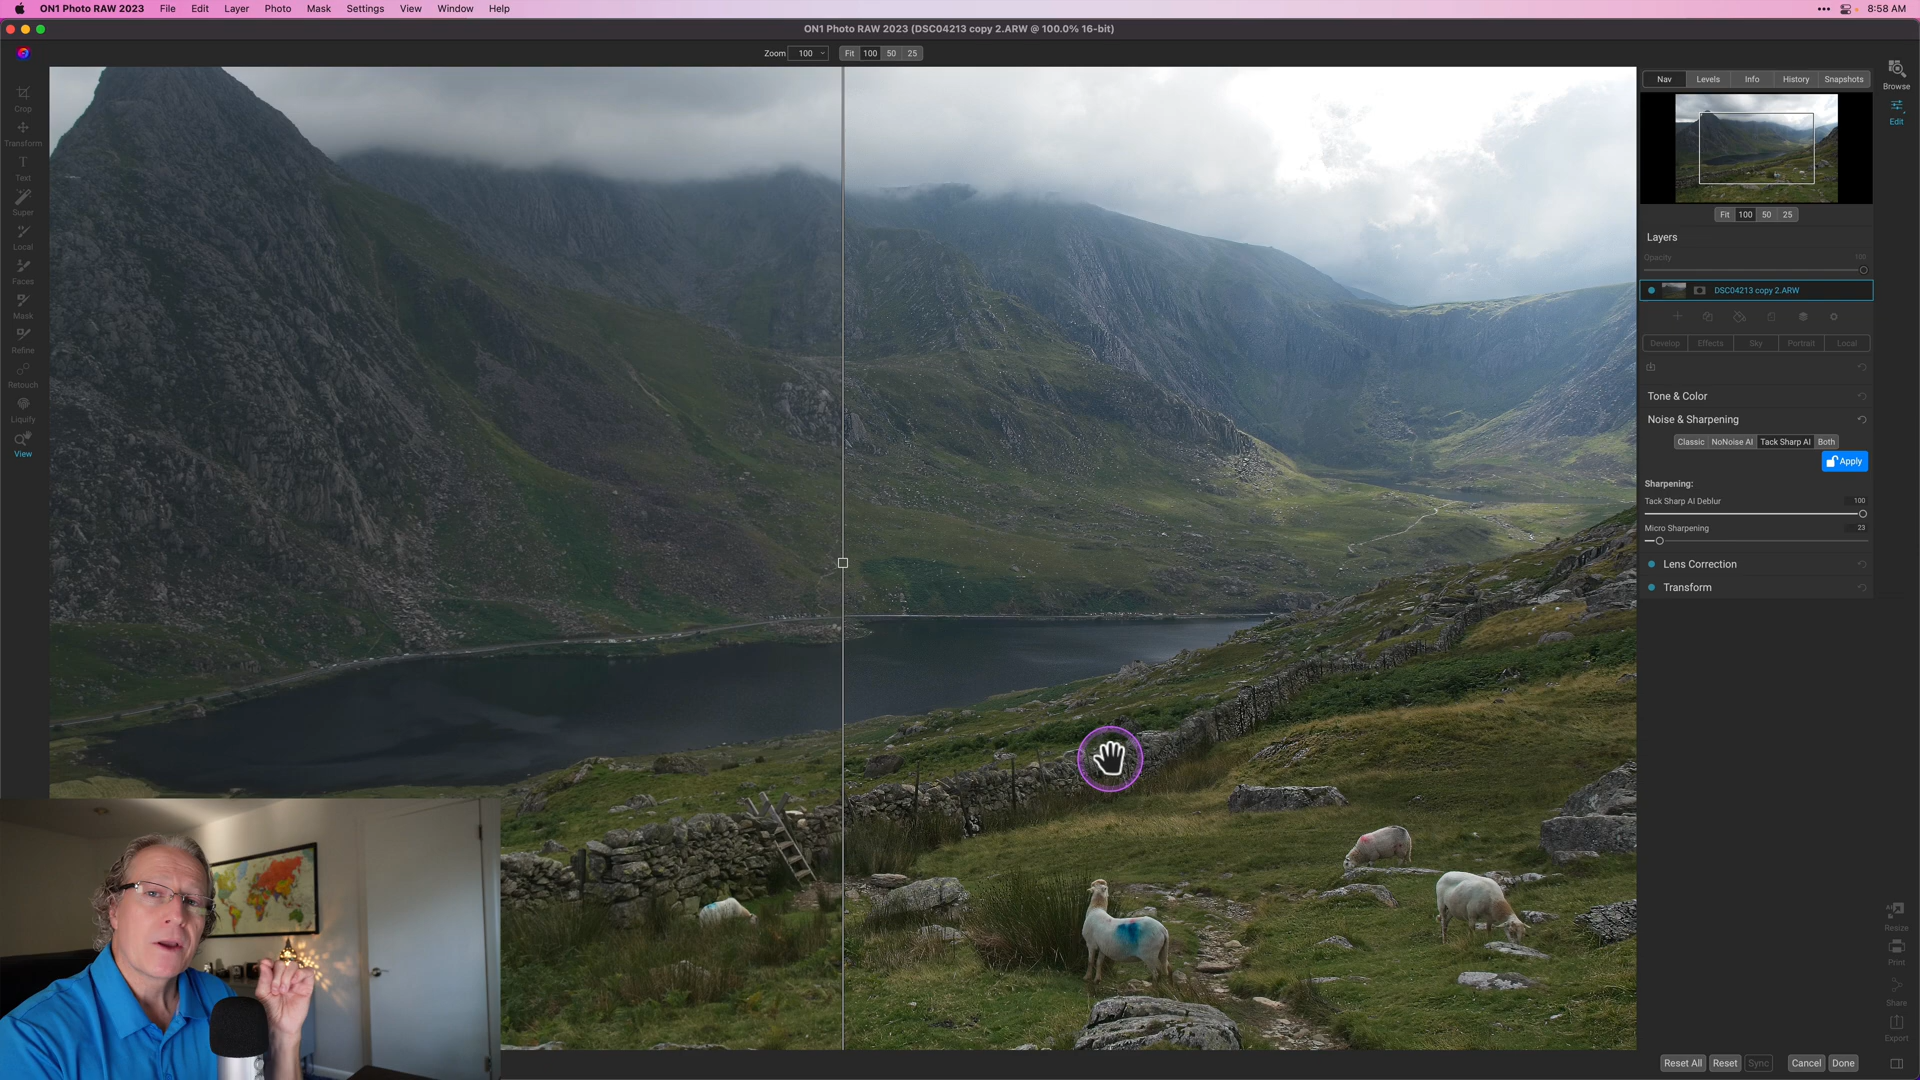 ON1 Photo RAW 2023 File Edit Layer Photo Mask Settings View Window Help 8:58 AM
ON1 Photo RAW 2023 (DSC04213 copy 2.ARW @ 100.0% 16-bit)
Zoom 100 Fit 100 50 25
Crop
Transform
Text
Super
Local
Faces
Mask
Refine
Retouch
Liquify
View
Nav Levels Info History Snapshots
Fit 100 50 25
Layers
Opacity 100
DSC04213 copy 2.ARW
Develop Effects Sky Portrait Local
Tone & Color
Noise & Sharpening
Classic NoNoise AI Tack Sharp AI Both
Apply
Sharpening:
Tack Sharp AI Deblur 100
Micro Sharpening 23
Lens Correction
Transform
Browse
Edit
Resize
Print
Share
Export
Reset All Reset Sync Cancel Done